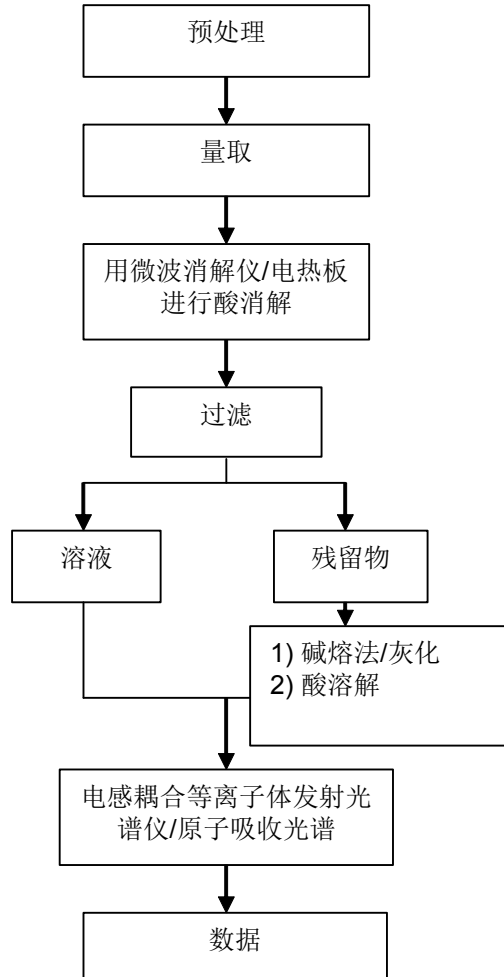 预处理
量取
用微波消解仪/电热板
进行酸消解
过滤
溶液
残留物
1) 碱熔法/灰化
2) 酸溶解
电感耦合等离子体发射光
谱仪/原子吸收光谱
数据